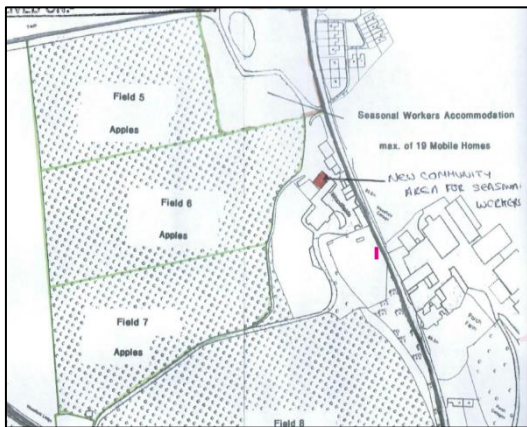 Field 5
Apples
Seasonal Workers Accommodation
max. of 19 Mobile Homes
NEW COMMUNITY
AREA FOR SEASONAL
WORKERS
Field 6
Apples
Field 7
Apples
Field 8